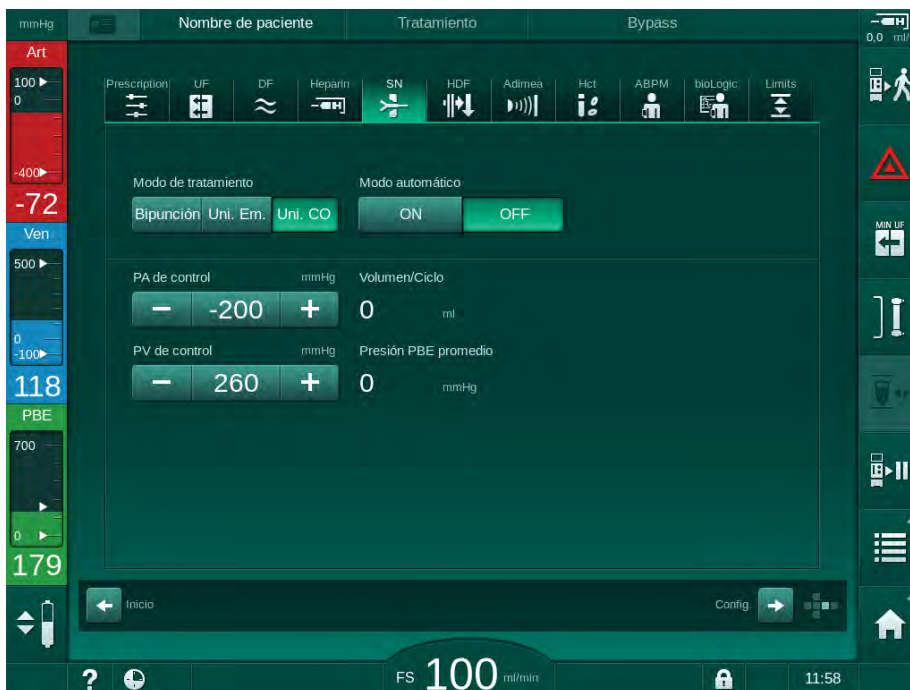 mmHg Nombre de paciente Tratamiento Bypass
0,0 ml/
Art
100
0
-400
-72
Ven
500
0
-100
118
PBE
700
0
179
Prescription UF DF Heparin SN HDF Adimea Hct ABPM bioLogic Limits
Modo de tratamiento Modo automático
Bipunción Uni. Em. Uni. CO ON OFF
PA de control mmHg Volumen/Ciclo
− -200 + 0 ml
PV de control mmHg Presión PBE promedio
− 260 + 0 mmHg
MIN UF
Inicio Config.
? FS 100 ml/min 11:58